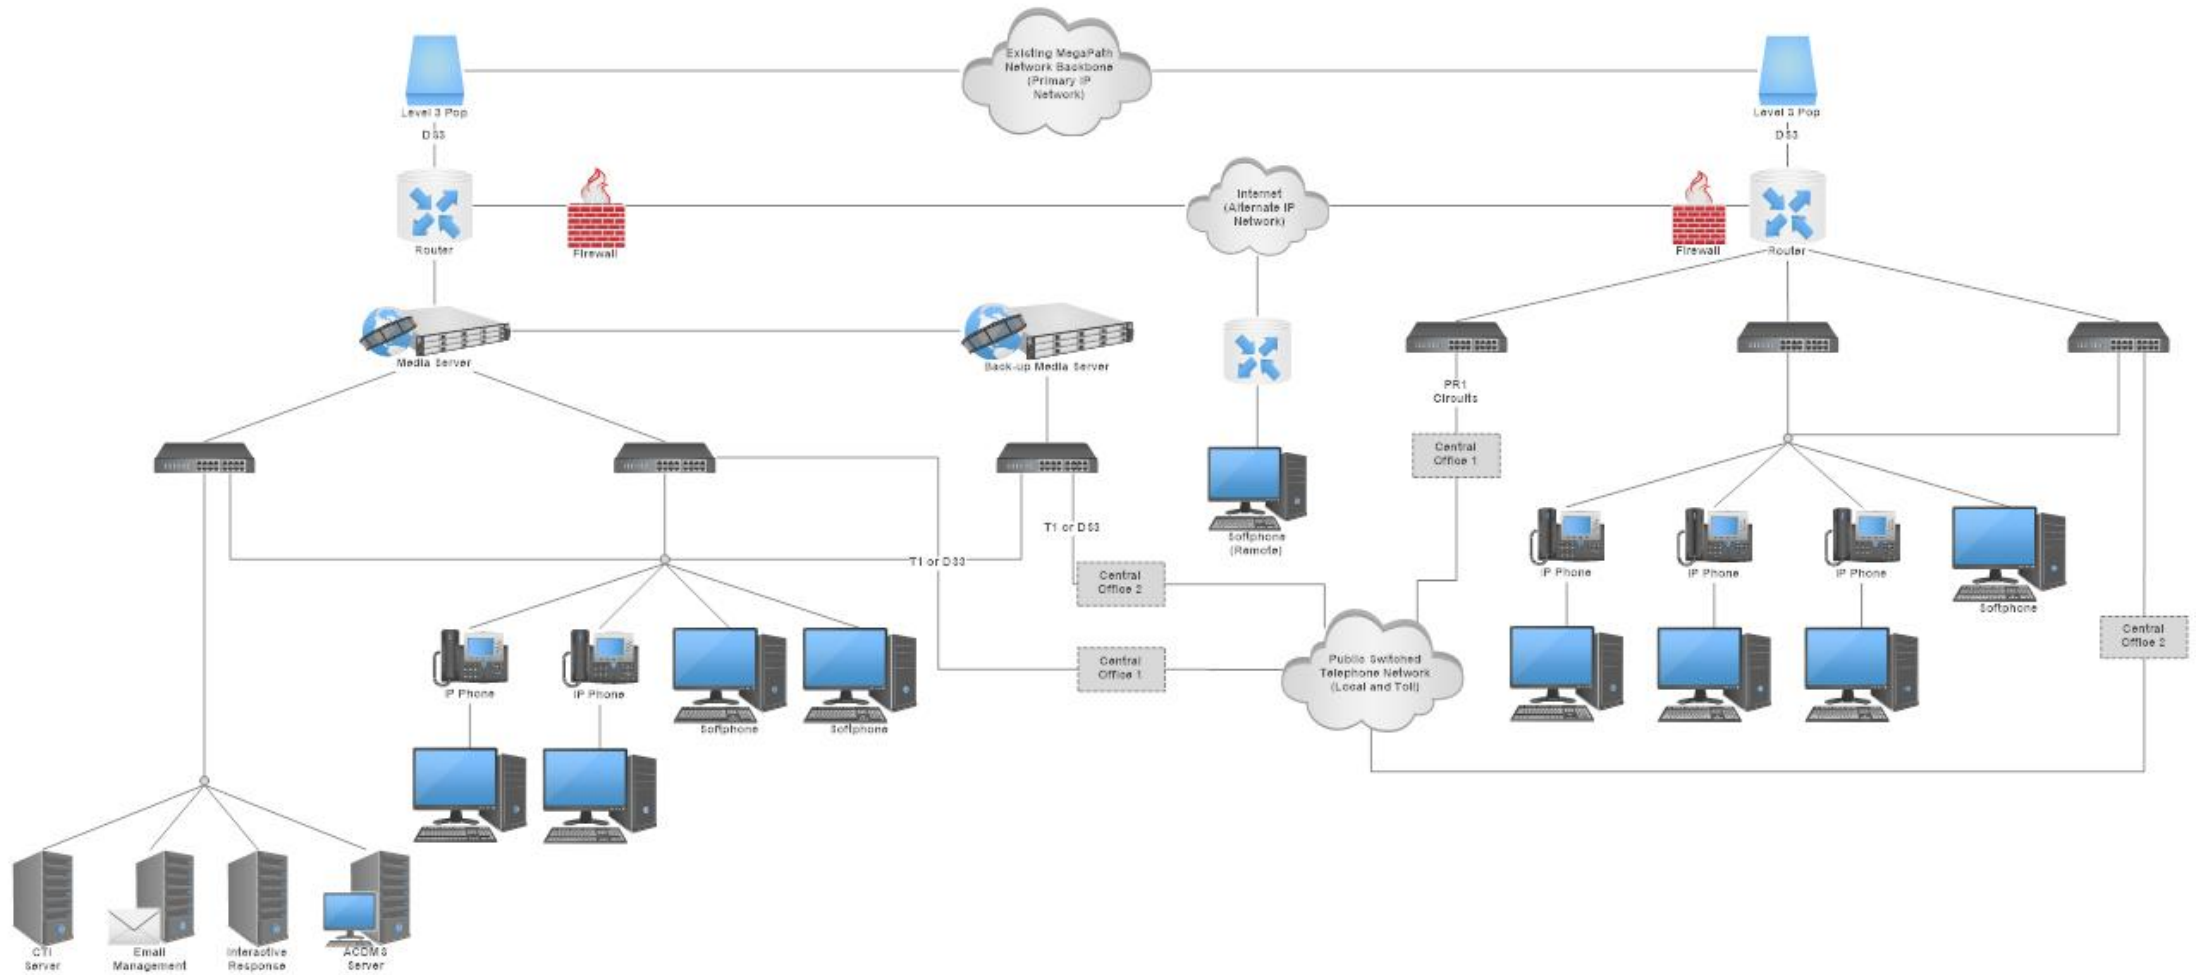 Existing MegaPath
Network Backbone
(Primary IP
Network)
Level 3 Pop
Level 3 Pop
DS3
DS3
Internet
(Alternate IP
Network)
Router
Firewall
Firewall
Router
Media Server
Back-up Media Server
PR1
Circuits
Central
Office 1
T1 or DS3
Softphone
(Remote)
T1 or DS3
IP Phone
IP Phone
IP Phone
Softphone
Central
Office 2
Central
Office 2
Central
Office 1
Public Switched
Telephone Network
(Local and Toll)
IP Phone
IP Phone
Softphone
Softphone
CTI
Server
Email
Management
Interactive
Response
ACDMS
Server